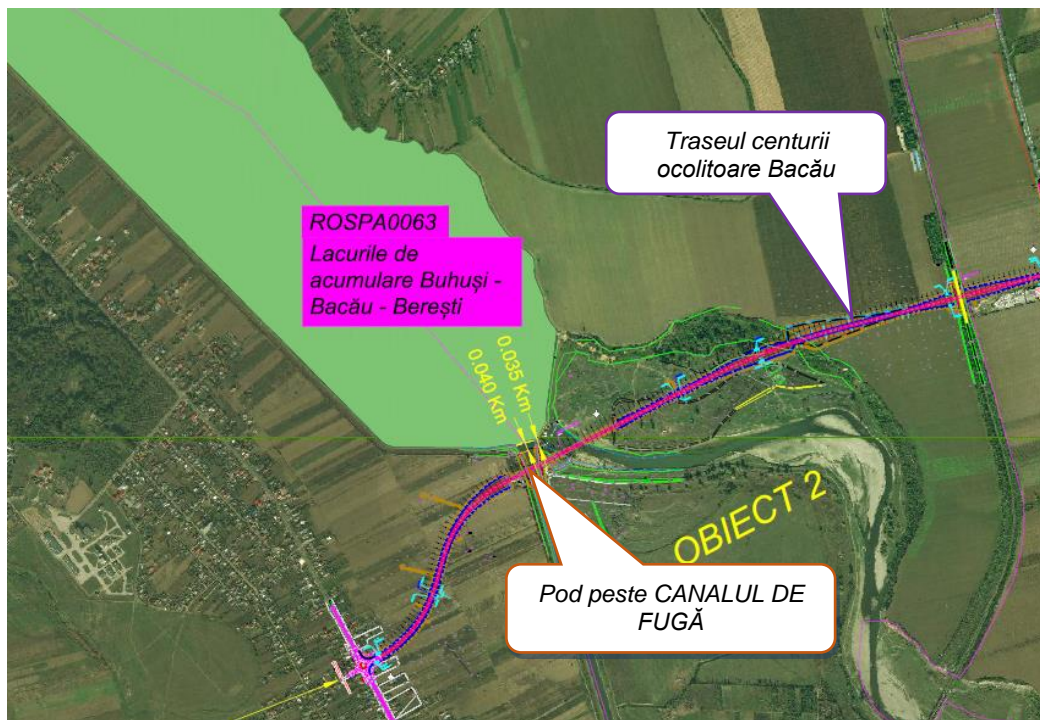 Traseul centurii
ocolitoare Bacău
ROSPA0063
Lacurile de
acumulare Buhuși -
Bacău - Berești
0.035 Km
0.040 Km
OBIECT 2
Pod peste CANALUL DE
FUGĂ